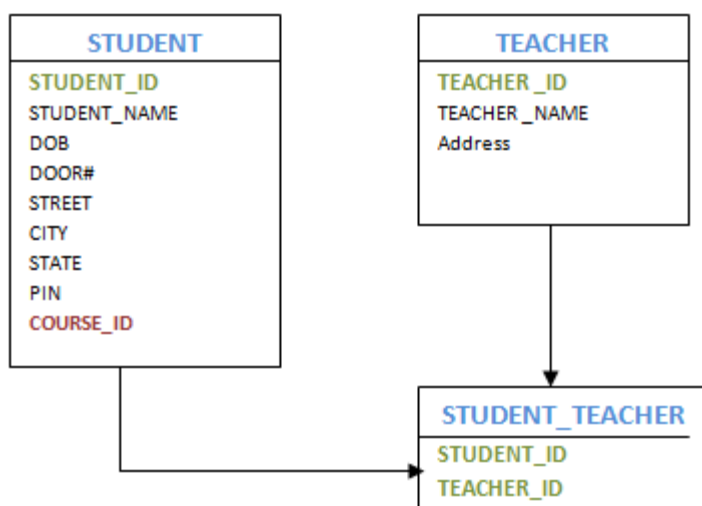 STUDENT
STUDENT_ID
STUDENT_NAME
DOB
DOOR#
STREET
CITY
STATE
PIN
COURSE_ID
TEACHER
TEACHER _ID
TEACHER _NAME
Address
STUDENT_TEACHER
STUDENT_ID
TEACHER_ID